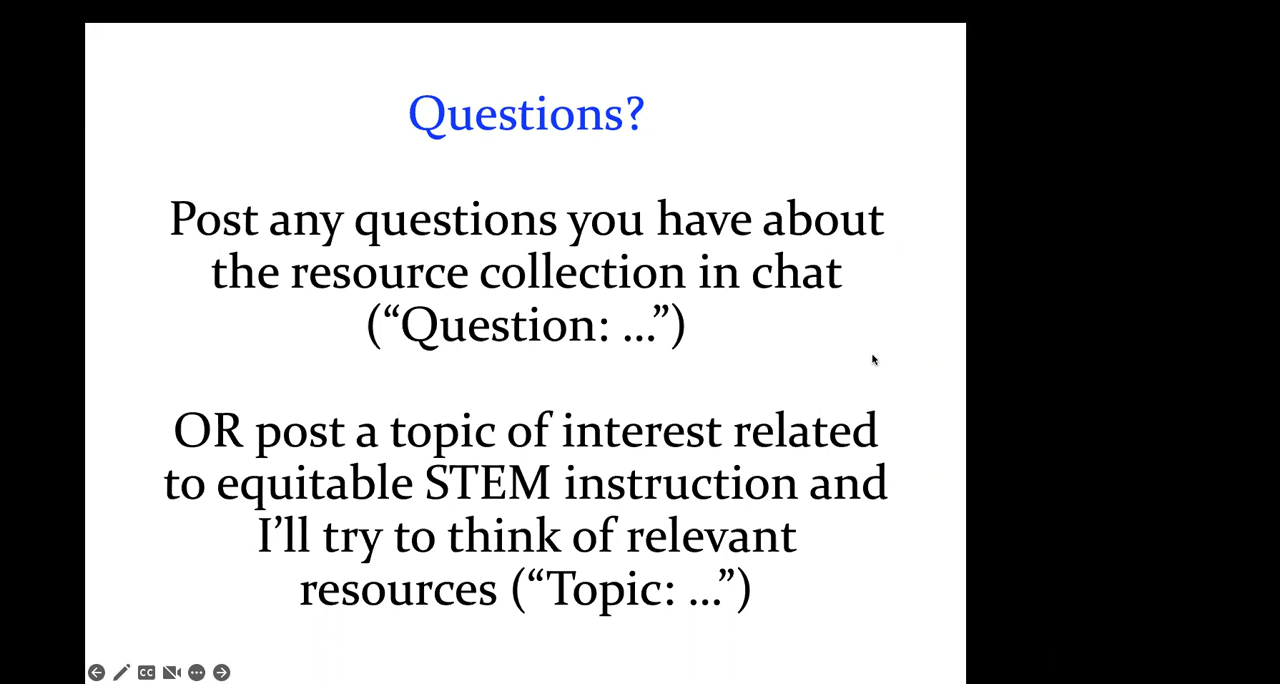 Questions?
Post any questions you have about
the resource collection in chat
(“Question: ...”)
OR post a topic of interest related
to equitable STEM instruction and
I’ll try to think of relevant
resources (“Topic: ...”)
CC